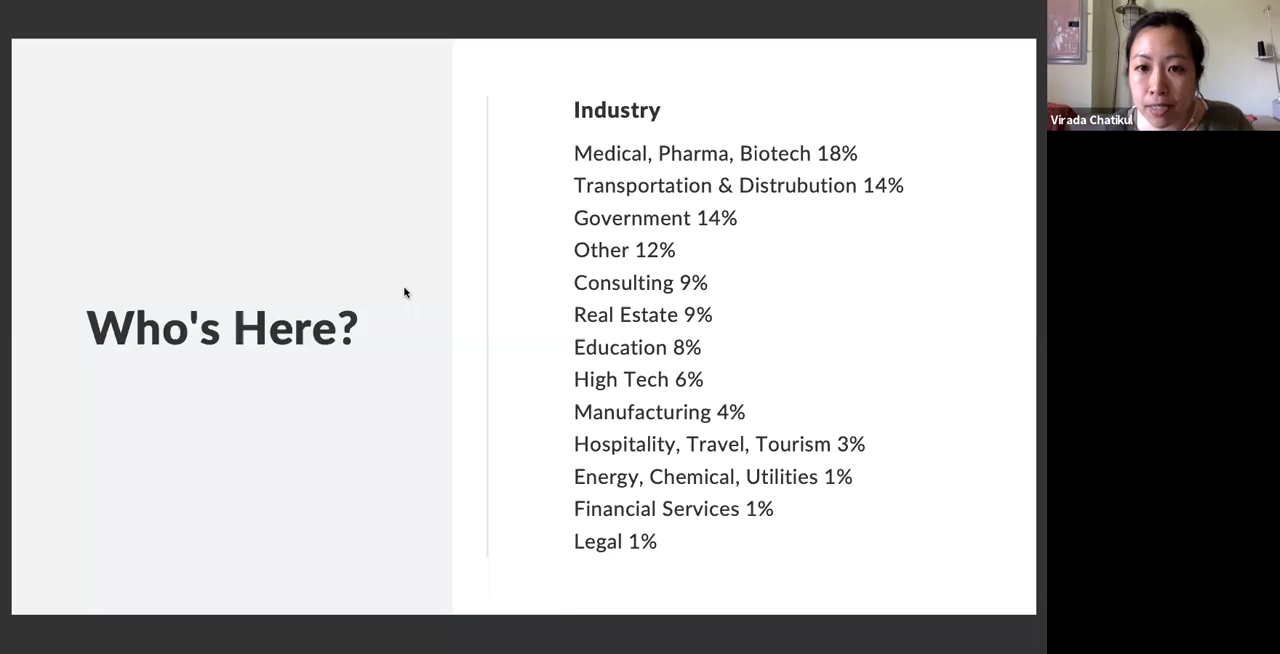 Who's Here?
Industry
Medical, Pharma, Biotech 18%
Transportation & Distrubution 14%
Government 14%
Other 12%
Consulting 9%
Real Estate 9%
Education 8%
High Tech 6%
Manufacturing 4%
Hospitality, Travel, Tourism 3%
Energy, Chemical, Utilities 1%
Financial Services 1%
Legal 1%
Virada Chatikul